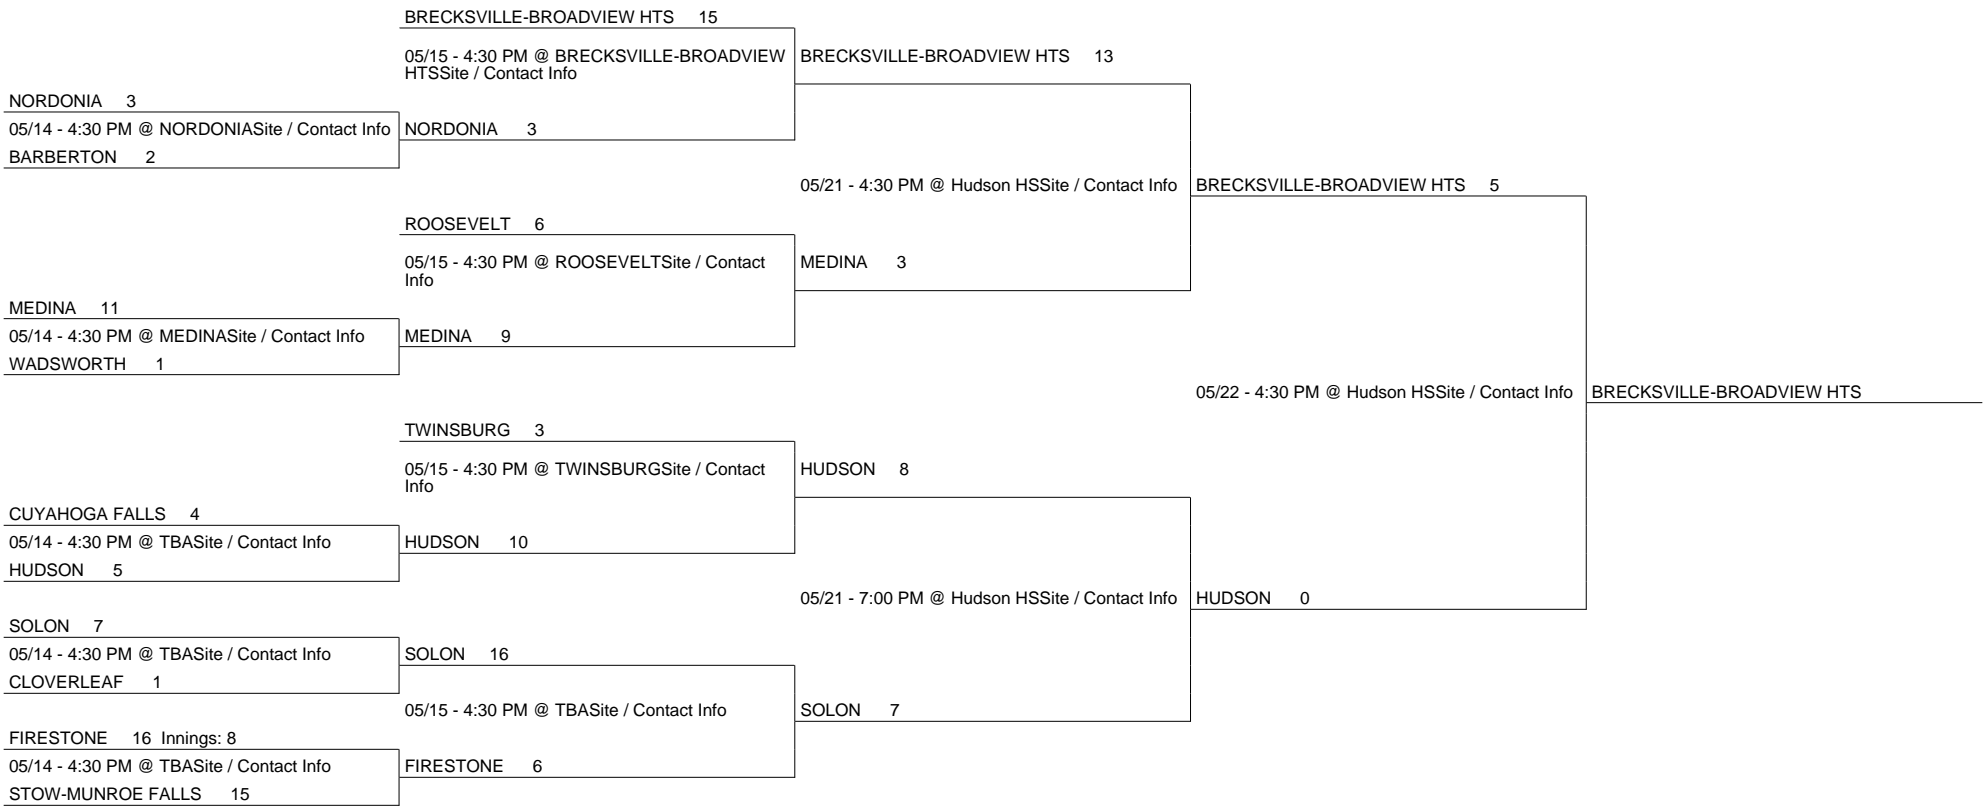 BRECKSVILLE-BROADVIEW HTS 15
05/15 - 4:30 PM @ BRECKSVILLE-BROADVIEW
HTSSite / Contact Info
BRECKSVILLE-BROADVIEW HTS 13
NORDONIA 3
05/14 - 4:30 PM @ NORDONIASite / Contact Info
NORDONIA 3
BARBERTON 2
05/21 - 4:30 PM @ Hudson HSSite / Contact Info
BRECKSVILLE-BROADVIEW HTS 5
ROOSEVELT 6
05/15 - 4:30 PM @ ROOSEVELTSite / Contact
Info
MEDINA 3
MEDINA 11
05/14 - 4:30 PM @ MEDINASite / Contact Info
MEDINA 9
WADSWORTH 1
05/22 - 4:30 PM @ Hudson HSSite / Contact Info
BRECKSVILLE-BROADVIEW HTS
TWINSBURG 3
05/15 - 4:30 PM @ TWINSBURGSite / Contact
Info
HUDSON 8
CUYAHOGA FALLS 4
05/14 - 4:30 PM @ TBASite / Contact Info
HUDSON 10
HUDSON 5
05/21 - 7:00 PM @ Hudson HSSite / Contact Info
HUDSON 0
SOLON 7
05/14 - 4:30 PM @ TBASite / Contact Info
SOLON 16
CLOVERLEAF 1
05/15 - 4:30 PM @ TBASite / Contact Info
SOLON 7
FIRESTONE 16 Innings: 8
05/14 - 4:30 PM @ TBASite / Contact Info
FIRESTONE 6
STOW-MUNROE FALLS 15